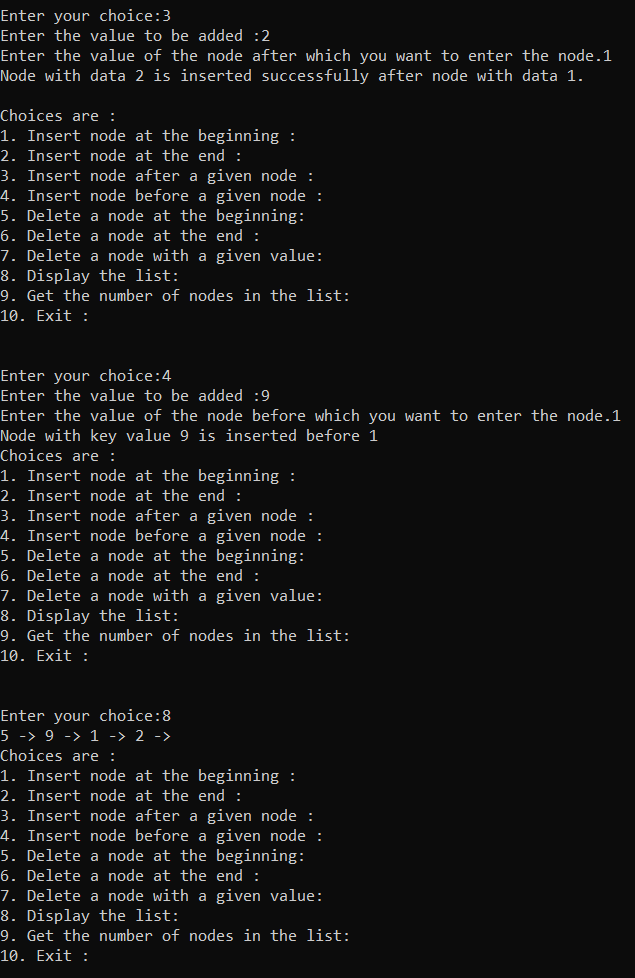 Enter your choice:3
Enter the value to be added :2
Enter the value of the node after which you want to enter the node.1
Node with data 2 is inserted successfully after node with data 1.
Choices are :
1. Insert node at the beginning :
2. Insert node at the end :
3. Insert node after a given node :
4. Insert node before a given node :
5. Delete a node at the beginning:
6. Delete a node at the end :
7. Delete a node with a given value:
8. Display the list:
9. Get the number of nodes in the list:
10. Exit :
Enter your choice:4
Enter the value to be added :9
Enter the value of the node before which you want to enter the node.1
Node with key value 9 is inserted before 1
Choices are :
1. Insert node at the beginning :
2. Insert node at the end :
3. Insert node after a given node :
4. Insert node before a given node :
5. Delete a node at the beginning:
6. Delete a node at the end :
7. Delete a node with a given value:
8. Display the list:
9. Get the number of nodes in the list:
10. Exit :
Enter your choice:8
5 -> 9 -> 1 -> 2 ->
Choices are :
1. Insert node at the beginning :
2. Insert node at the end :
3. Insert node after a given node :
4. Insert node before a given node :
5. Delete a node at the beginning:
6. Delete a node at the end :
7. Delete a node with a given value:
8. Display the list:
9. Get the number of nodes in the list:
10. Exit :